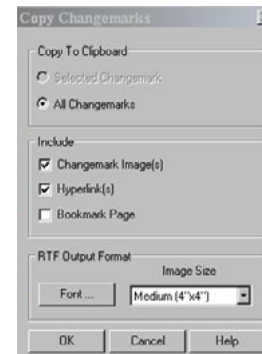 Copy Changemarks
Copy To Clipboard
Selected Changemark
All Changemarks
Include
Changemark Image(s)
Hyperlink(s)
Bookmark Page
RTF Output Format
Image Size
Font ... Medium (4"x4")
OK Cancel Help